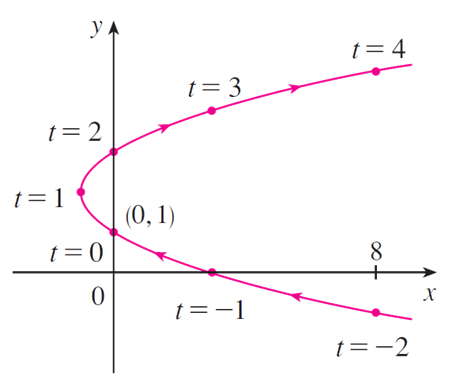 y
t = 4
t = 3
t = 2
t = 1
(0, 1)
t = 0
8
0
x
t = −1
t = −2